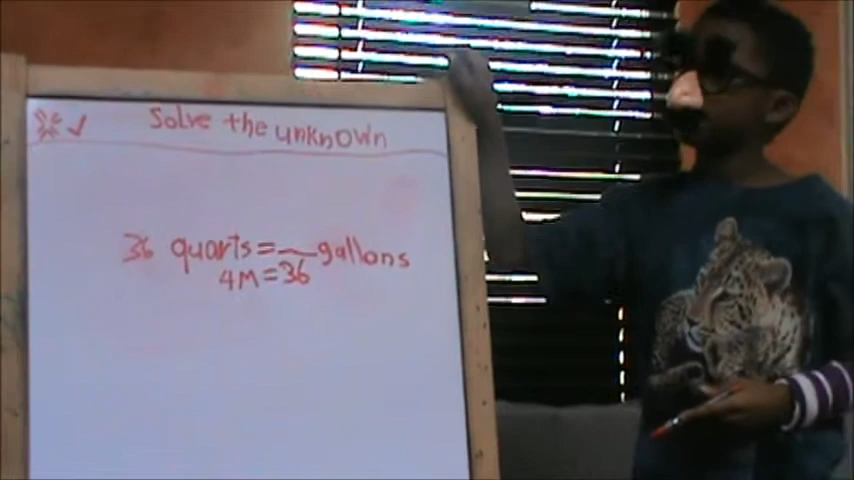 Solve the unknown
36 quarts = __ gallons
4M=36